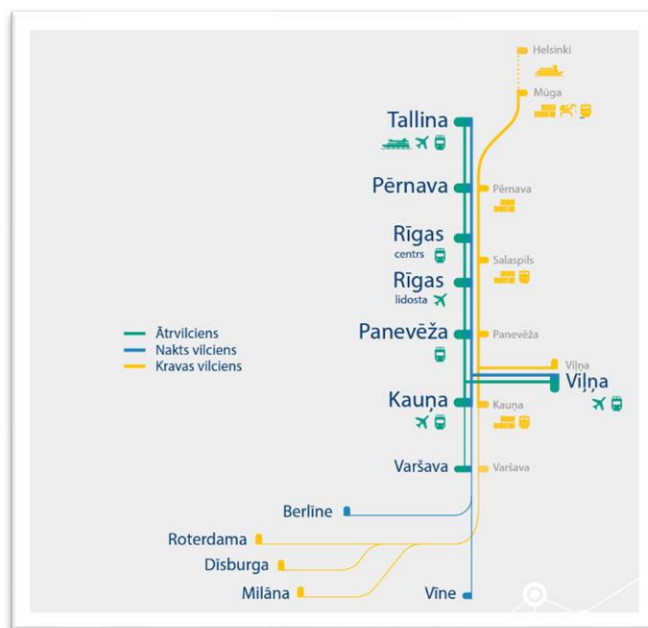 Helsinki
Mūga
Tallina
Pērnava
Pērnava
Rīgas
centrs
Salaspils
Rīgas
lidosta
Panevēža
Panevēža
Ātrvilciens
Nakts vilciens
Kravas vilciens
Viļņa
Viļņa
Kauņa
Kauņa
Varšava
Varšava
Berlīne
Roterdama
Dīsburga
Milāna
Vīne